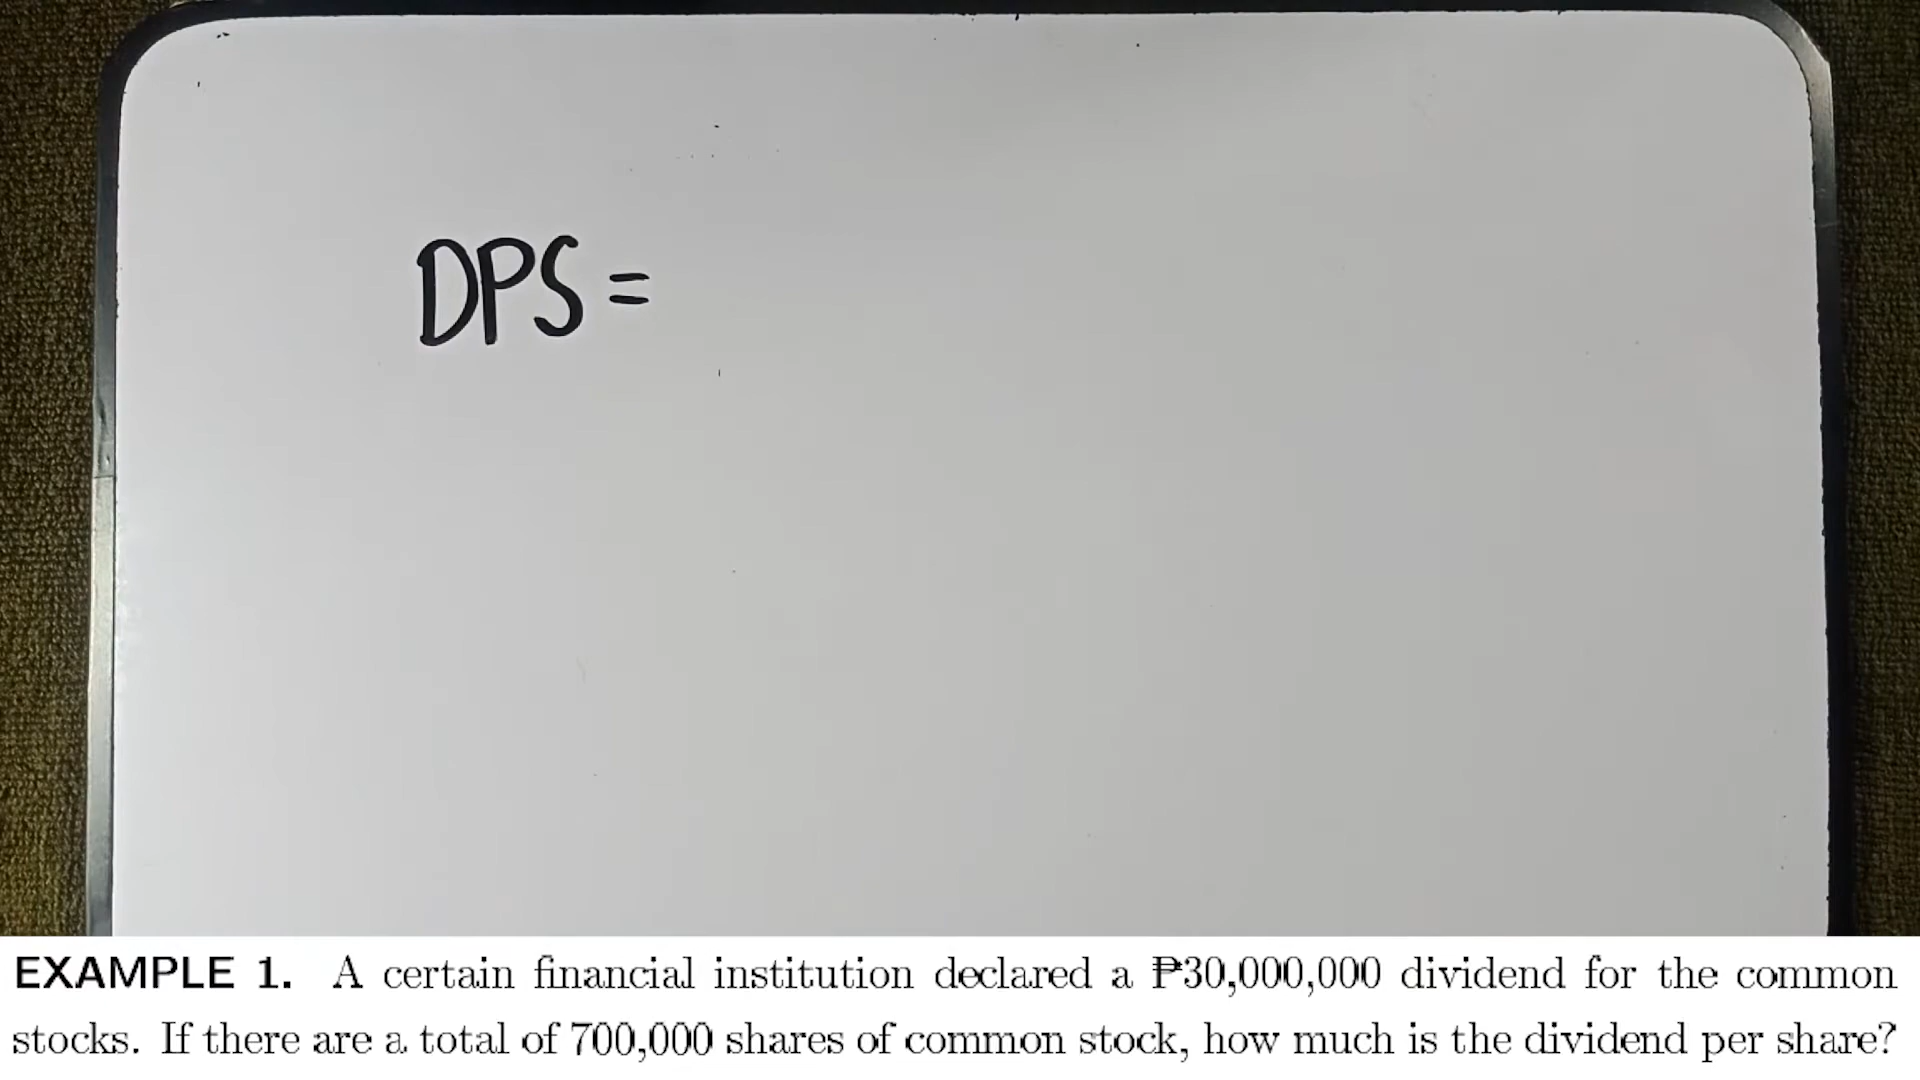 DPS =
EXAMPLE 1. A certain financial institution declared a ₱30,000,000 dividend for the common
stocks. If there are a total of 700,000 shares of common stock, how much is the dividend per share?